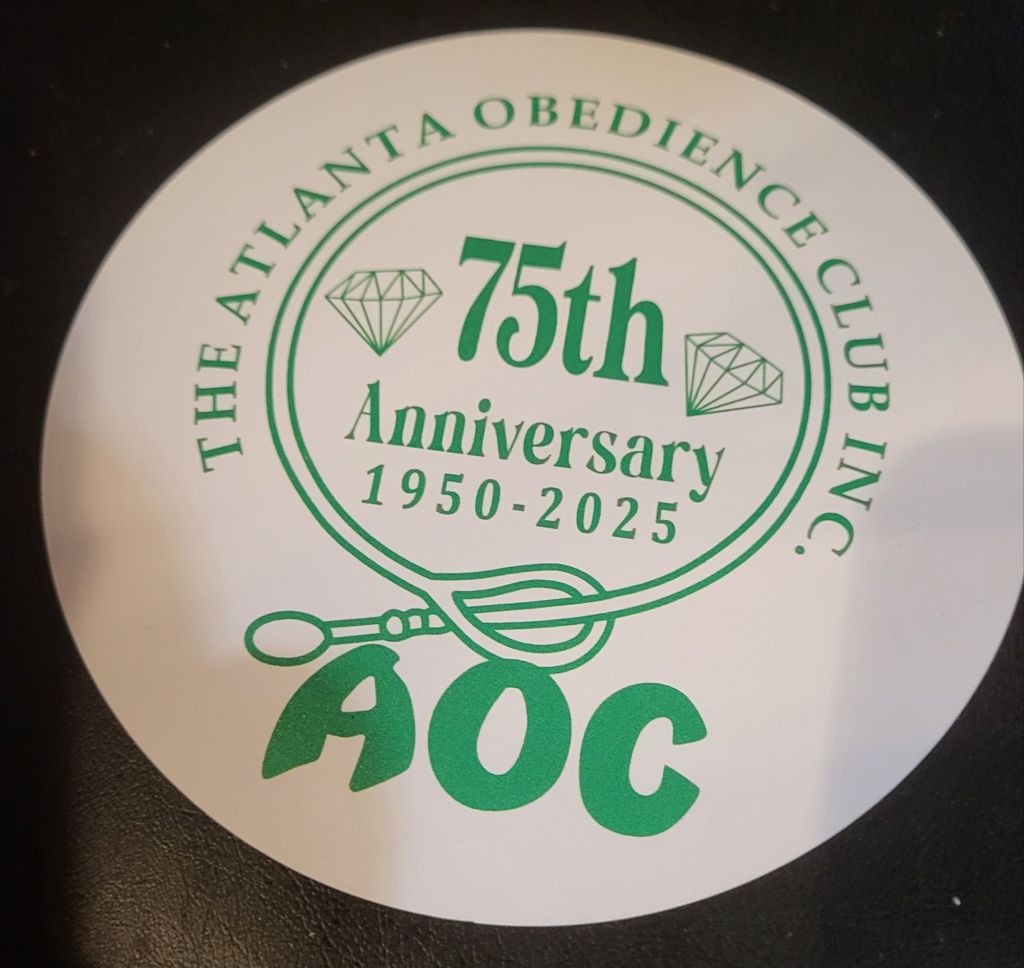 THE ATLANTA OBEDIENCE CLUB INC.
75th
Anniversary
1950-2025
AOC